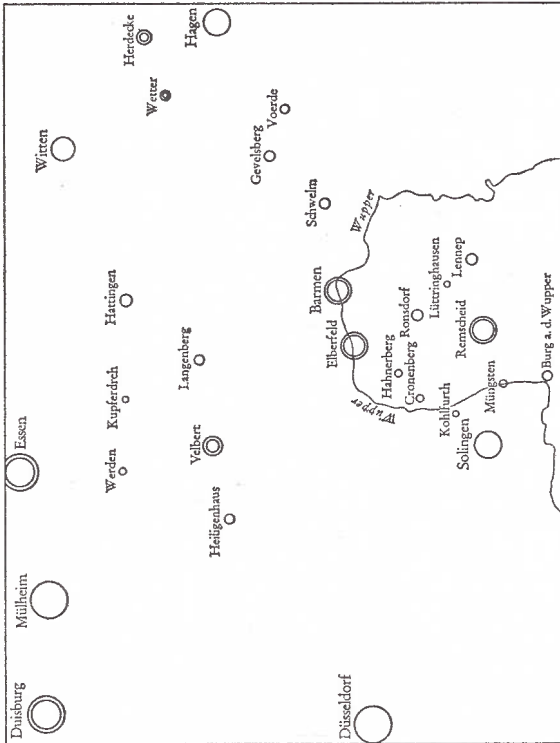 Duisburg
Mülheim
Essen
Witten
Herdecke
Hagen
Wetter
Werden
Kupferdreh
Hattingen
Voerde
Gevelsberg
Heiligenhaus
Velbert
Langenberg
Schwelm
Wupper
Barmen
Elberfeld
Düsseldorf
Wupper
Hahnerberg
Cronenberg
Ronsdorf
Lüttringhausen
Lennep
Kohlfurth
Remscheid
Solingen
Müngsten
Burg a. d. Wupper